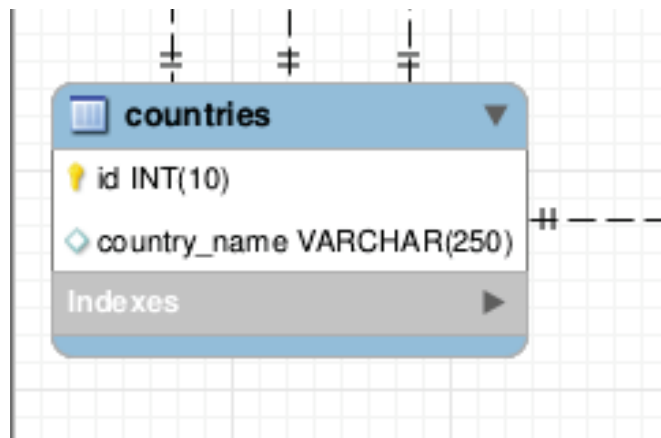 countries
id INT(10)
country_name VARCHAR(250)
Indexes